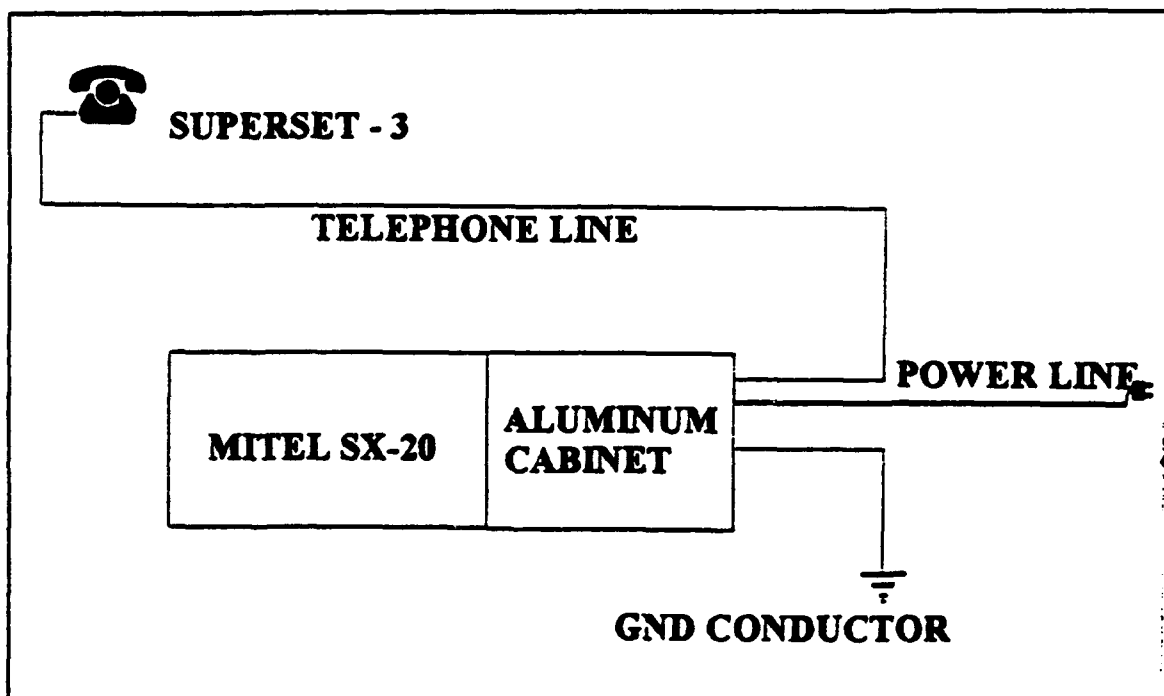 SUPERSET - 3
TELEPHONE LINE
POWER LINE
MITEL SX-20
ALUMINUM
CABINET
GND CONDUCTOR